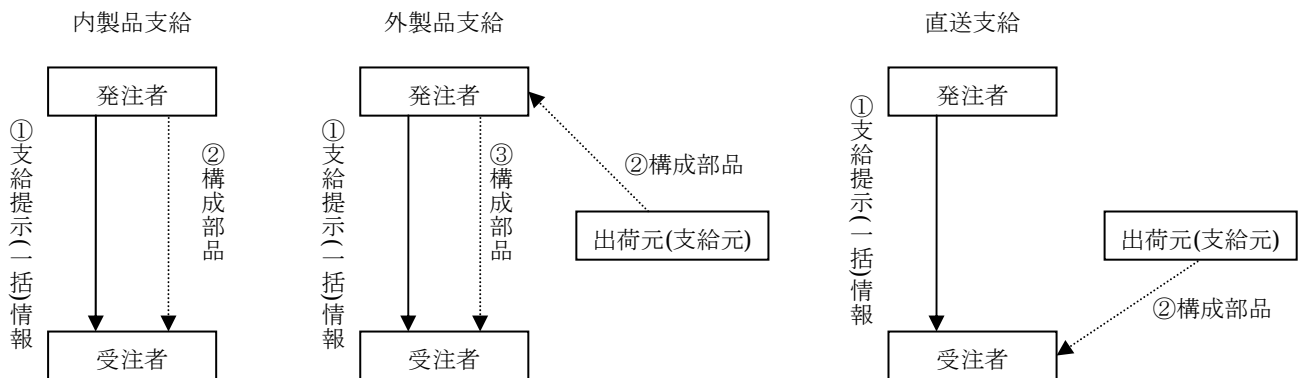 内製品支給
発注者
①支給提示(一括)情報
②構成部品
受注者
外製品支給
発注者
①支給提示(一括)情報
③構成部品
②構成部品
出荷元(支給元)
受注者
直送支給
発注者
①支給提示(一括)情報
出荷元(支給元)
②構成部品
受注者